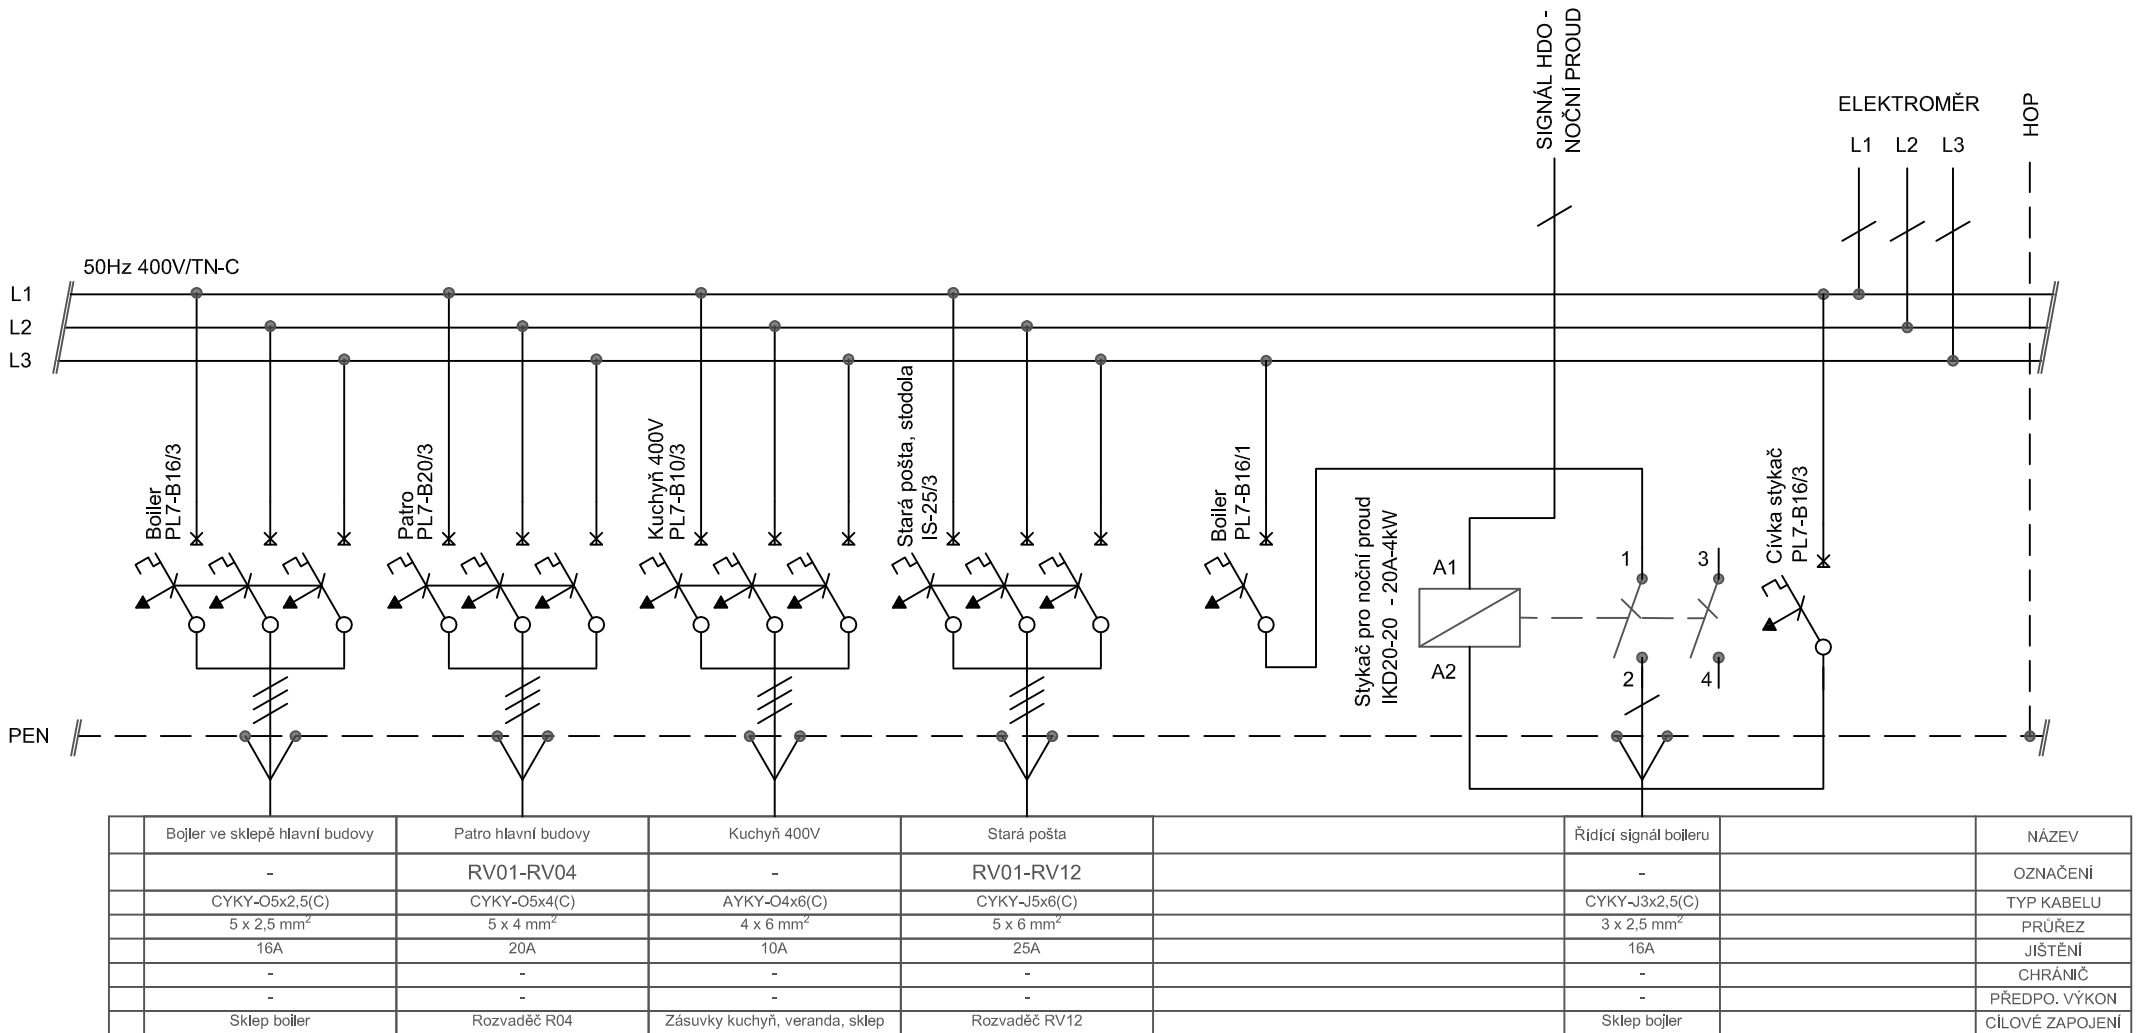 SIGNÁL HDO -
NOČNÍ PROUD
ELEKTROMĚR
L1 L2 L3
HOP
50Hz 400V/TN-C
L1
L2
L3
Boiler
PL7-B16/3
Patro
PL7-B20/3
Kuchyň 400V
PL7-B10/3
Stará pošta, stodola
IS-25/3
Boiler
PL7-B16/1
Stykač pro noční proud
IKD20-20 - 20A-4kW
A1
A2
1
2
3
4
Cívka stykač
PL7-B16/3
PEN
Bojler ve sklepě hlavní budovy Patro hlavní budovy Kuchyň 400V Stará pošta Řídící signál boileru NÁZEV
- RV01-RV04 - RV01-RV12 - OZNAČENÍ
CYKY-O5x2,5(C) CYKY-O5x4(C) AYKY-O4x6(C) CYKY-J5x6(C) CYKY-J3x2,5(C) TYP KABELU
5 x 2,5 mm² 5 x 4 mm² 4 x 6 mm² 5 x 6 mm² 3 x 2,5 mm² PRŮŘEZ
16A 20A 10A 25A 16A JIŠTĚNÍ
- - - - - CHRÁNIČ
- - - - - PŘEDPO. VÝKON
Sklep boiler Rozvaděč R04 Zásuvky kuchyň, veranda, sklep Rozvaděč RV12 Sklep bojler CÍLOVÉ ZAPOJENÍ